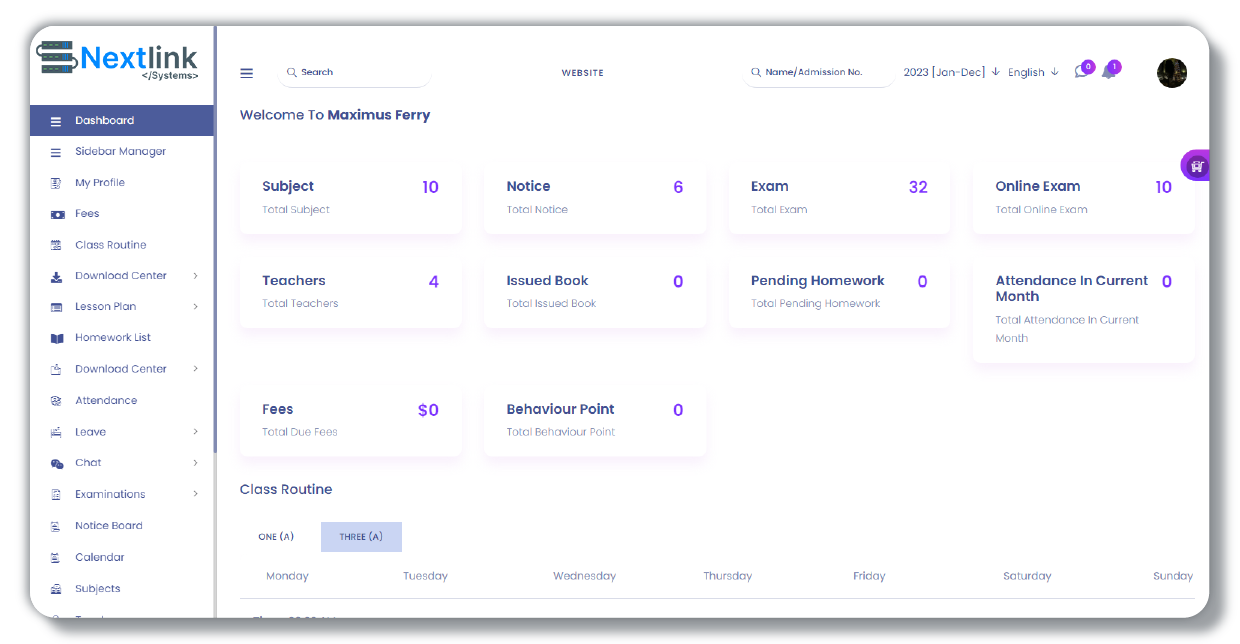 Nextlink
</Systems>
Search
WEBSITE
Name/Admission No.
2023 [Jan-Dec]
English
0
1
Dashboard
Sidebar Manager
My Profile
Fees
Class Routine
Download Center
Lesson Plan
Homework List
Download Center
Attendance
Leave
Chat
Examinations
Notice Board
Calendar
Subjects
Welcome To Maximus Ferry
Subject 10
Total Subject
Notice 6
Total Notice
Exam 32
Total Exam
Online Exam 10
Total Online Exam
Teachers 4
Total Teachers
Issued Book 0
Total Issued Book
Pending Homework 0
Total Pending Homework
Attendance In Current 0
Month
Total Attendance In Current
Month
Fees $0
Total Due Fees
Behaviour Point 0
Total Behaviour Point
Class Routine
ONE (A) THREE (A)
Monday Tuesday Wednesday Thursday Friday Saturday Sunday